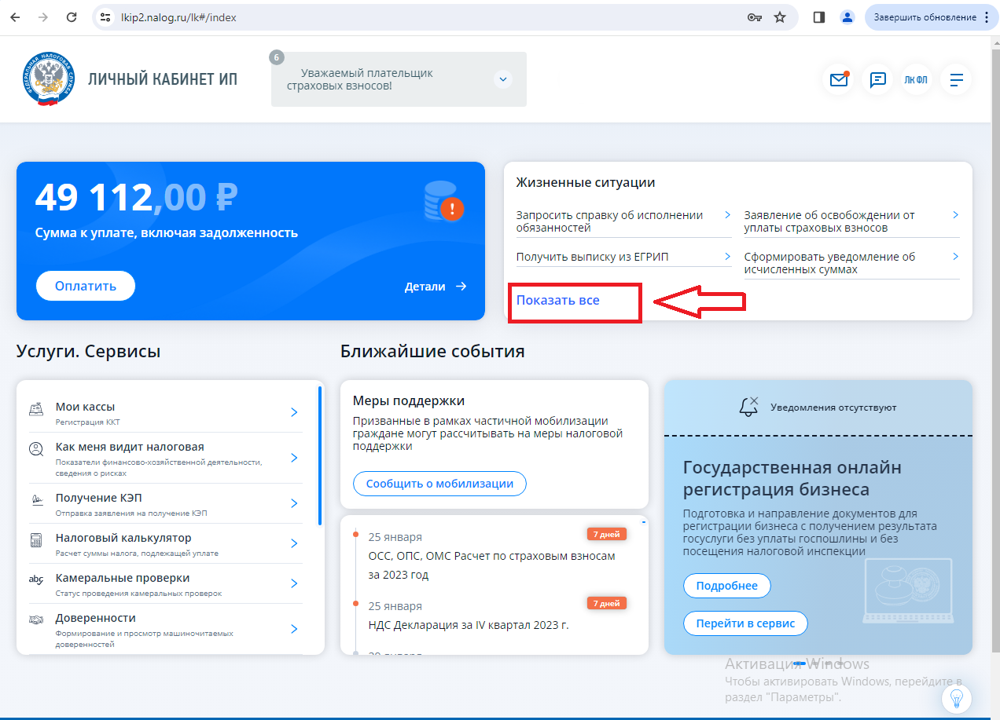 lkip2.nalog.ru/lk#/index
Завершить обновление
ФЕДЕРАЛЬНАЯ НАЛОГОВАЯ СЛУЖБА
ЛИЧНЫЙ КАБИНЕТ ИП
6
Уважаемый плательщик
страховых взносов!
ЛК ФЛ
49 112,00 ₽
Сумма к уплате, включая задолженность
!
Оплатить
Детали
Жизненные ситуации
Запросить справку об исполнении
обязанностей
Заявление об освобождении от
уплаты страховых взносов
Получить выписку из ЕГРИП
Сформировать уведомление об
исчисленных суммах
Показать все
Услуги. Сервисы
Мои кассы
Регистрация ККТ
Как меня видит налоговая
Показатели финансово-хозяйственной деятельности,
сведения о рисках
Получение КЭП
Отправка заявления на получение КЭП
Налоговый калькулятор
Расчет суммы налога, подлежащей уплате
abc
Камеральные проверки
Статус проведения камеральных проверок
Доверенности
Формирование и просмотр машиночитаемых
доверенностей
Ближайшие события
Меры поддержки
Призванные в рамках частичной мобилизации
граждане могут рассчитывать на меры налоговой
поддержки
Сообщить о мобилизации
25 января
7 дней
ОСС, ОПС, ОМС Расчет по страховым взносам
за 2023 год
25 января
7 дней
НДС Декларация за IV квартал 2023 г.
Уведомления отсутствуют
Государственная онлайн
регистрация бизнеса
Подготовка и направление документов для
регистрации бизнеса с получением результата
госуслуги без уплаты госпошлины и без
посещения налоговой инспекции
Подробнее
Перейти в сервис
Активация Windows
Чтобы активировать Windows, перейдите в
раздел "Параметры".